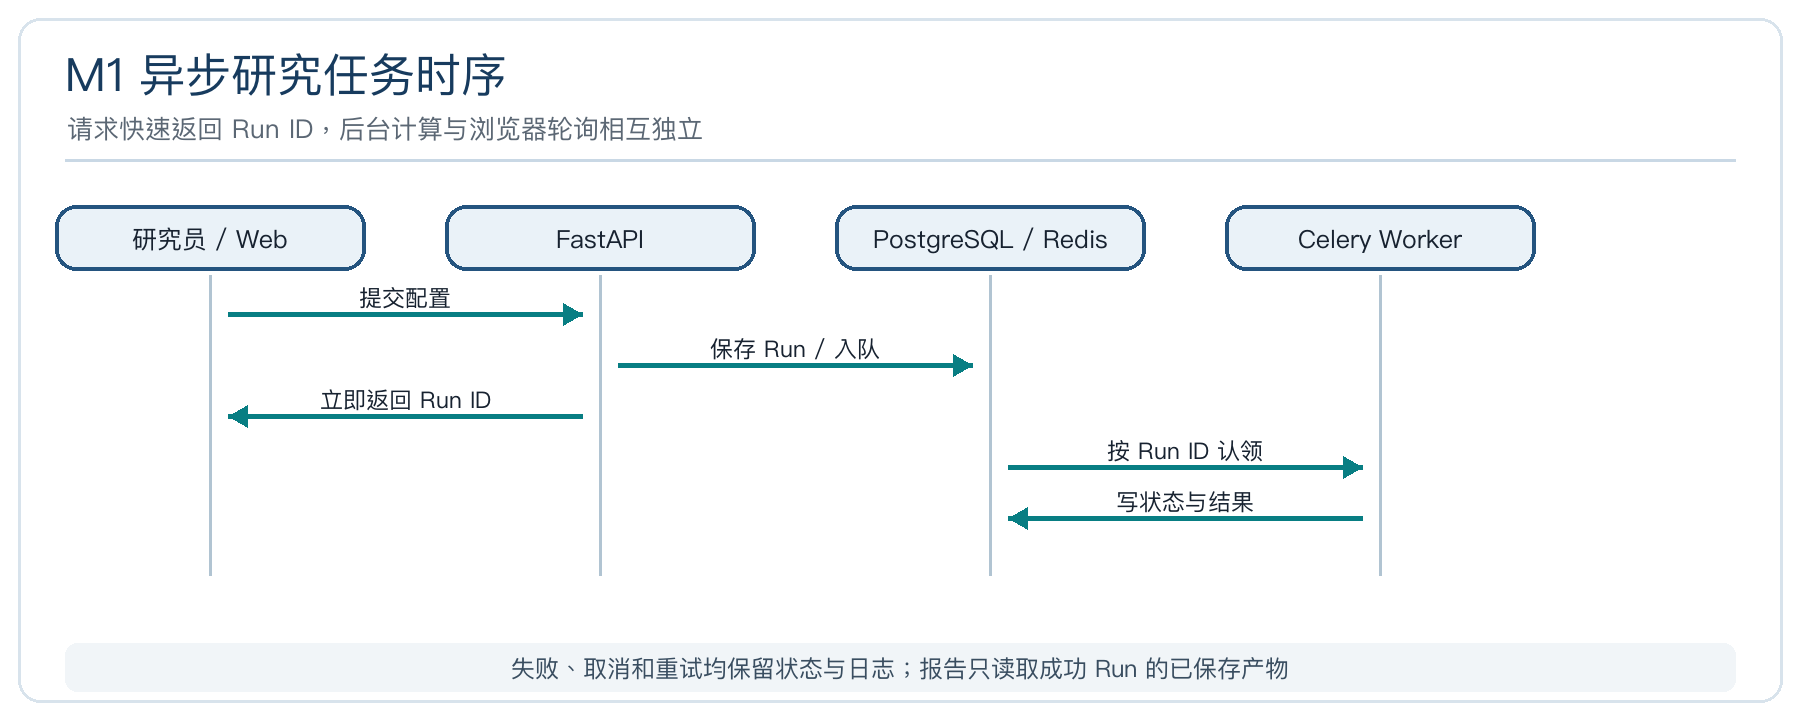 M1 异步研究任务时序
请求快速返回 Run ID，后台计算与浏览器轮询相互独立
研究员 / Web
FastAPI
PostgreSQL / Redis
Celery Worker
提交配置
保存 Run / 入队
立即返回 Run ID
按 Run ID 认领
写状态与结果
失败、取消和重试均保留状态与日志；报告只读取成功 Run 的已保存产物